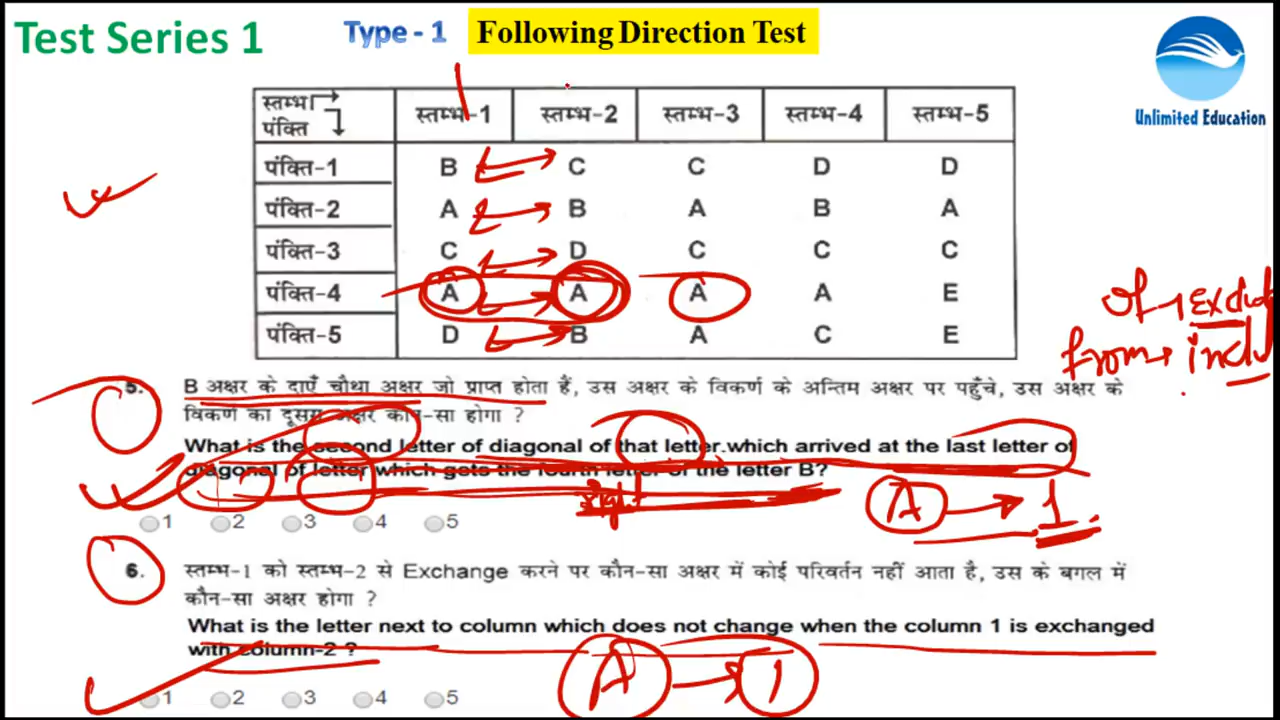 Test Series 1
Type - 1
Following Direction Test
Unlimited Education
स्तम्भ
पंक्ति
स्तम्भ-1 स्तम्भ-2 स्तम्भ-3 स्तम्भ-4 स्तम्भ-5
पंक्ति-1 B C C D D
पंक्ति-2 A B A B A
पंक्ति-3 C D C C C
पंक्ति-4 A A A A E
पंक्ति-5 D B A C E
of → exclu
from → inclu
5. B अक्षर के दाएँ चौथा अक्षर जो प्राप्त होता हैं, उस अक्षर के विकर्ण के अन्तिम अक्षर पर पहुँचे, उस अक्षर के
विकर्ण का दूसरा अक्षर कौन-सा होगा ?
What is the second letter of diagonal of that letter which arrived at the last letter of
diagonal of letter which gets the fourth letter of the letter B?
right
A → 1
1 2 3 4 5
6. स्तम्भ-1 को स्तम्भ-2 से Exchange करने पर कौन-सा अक्षर में कोई परिवर्तन नहीं आता है, उस के बगल में
कौन-सा अक्षर होगा ?
What is the letter next to column which does not change when the column 1 is exchanged
with column-2 ?
A → 1
1 2 3 4 5